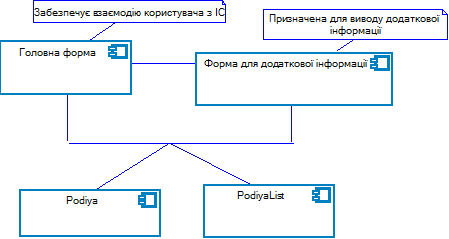 Забезпечує взаємодію користувача з ІС
Призначена для виводу додаткової
інформації
Головна форма
Форма для додаткової інформації
Podiya
PodiyaList